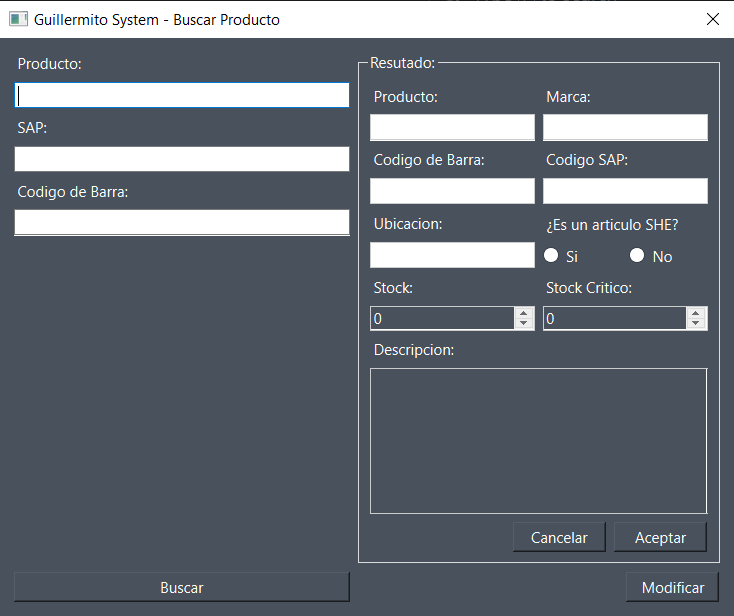 Guillermito System - Buscar Producto
Producto:
SAP:
Codigo de Barra:
Buscar
Resutado:
Producto:
Marca:
Codigo de Barra:
Codigo SAP:
Ubicacion:
¿Es un articulo SHE?
Si
No
Stock:
Stock Critico:
0
0
Descripcion:
Cancelar
Aceptar
Modificar